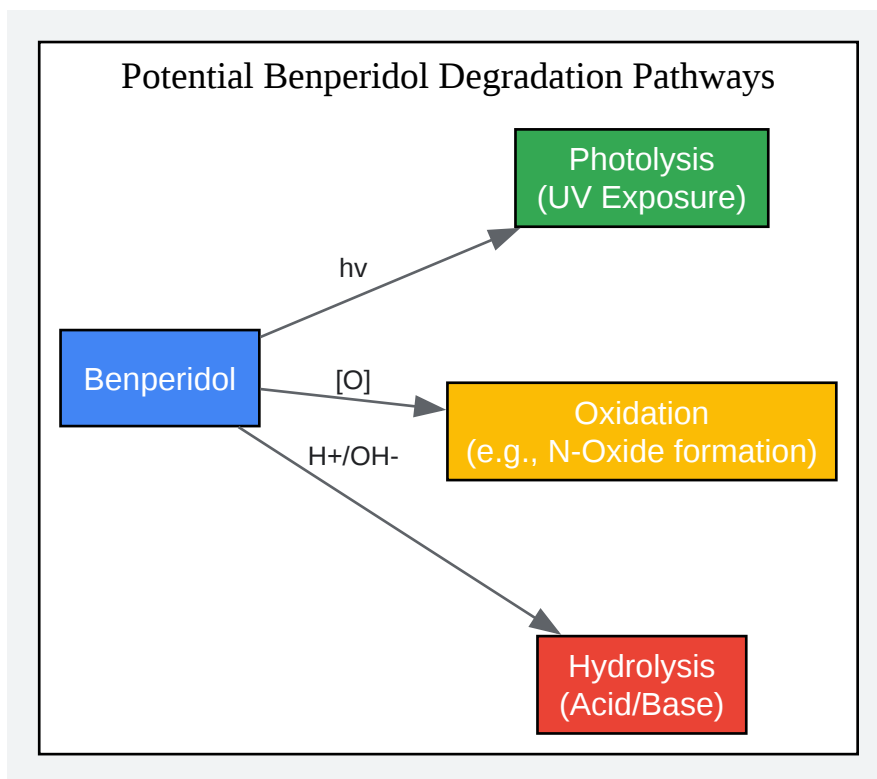 Potential Benperidol Degradation Pathways
Photolysis
(UV Exposure)
hv
Benperidol
[O]
Oxidation
(e.g., N-Oxide formation)
H+/OH-
Hydrolysis
(Acid/Base)